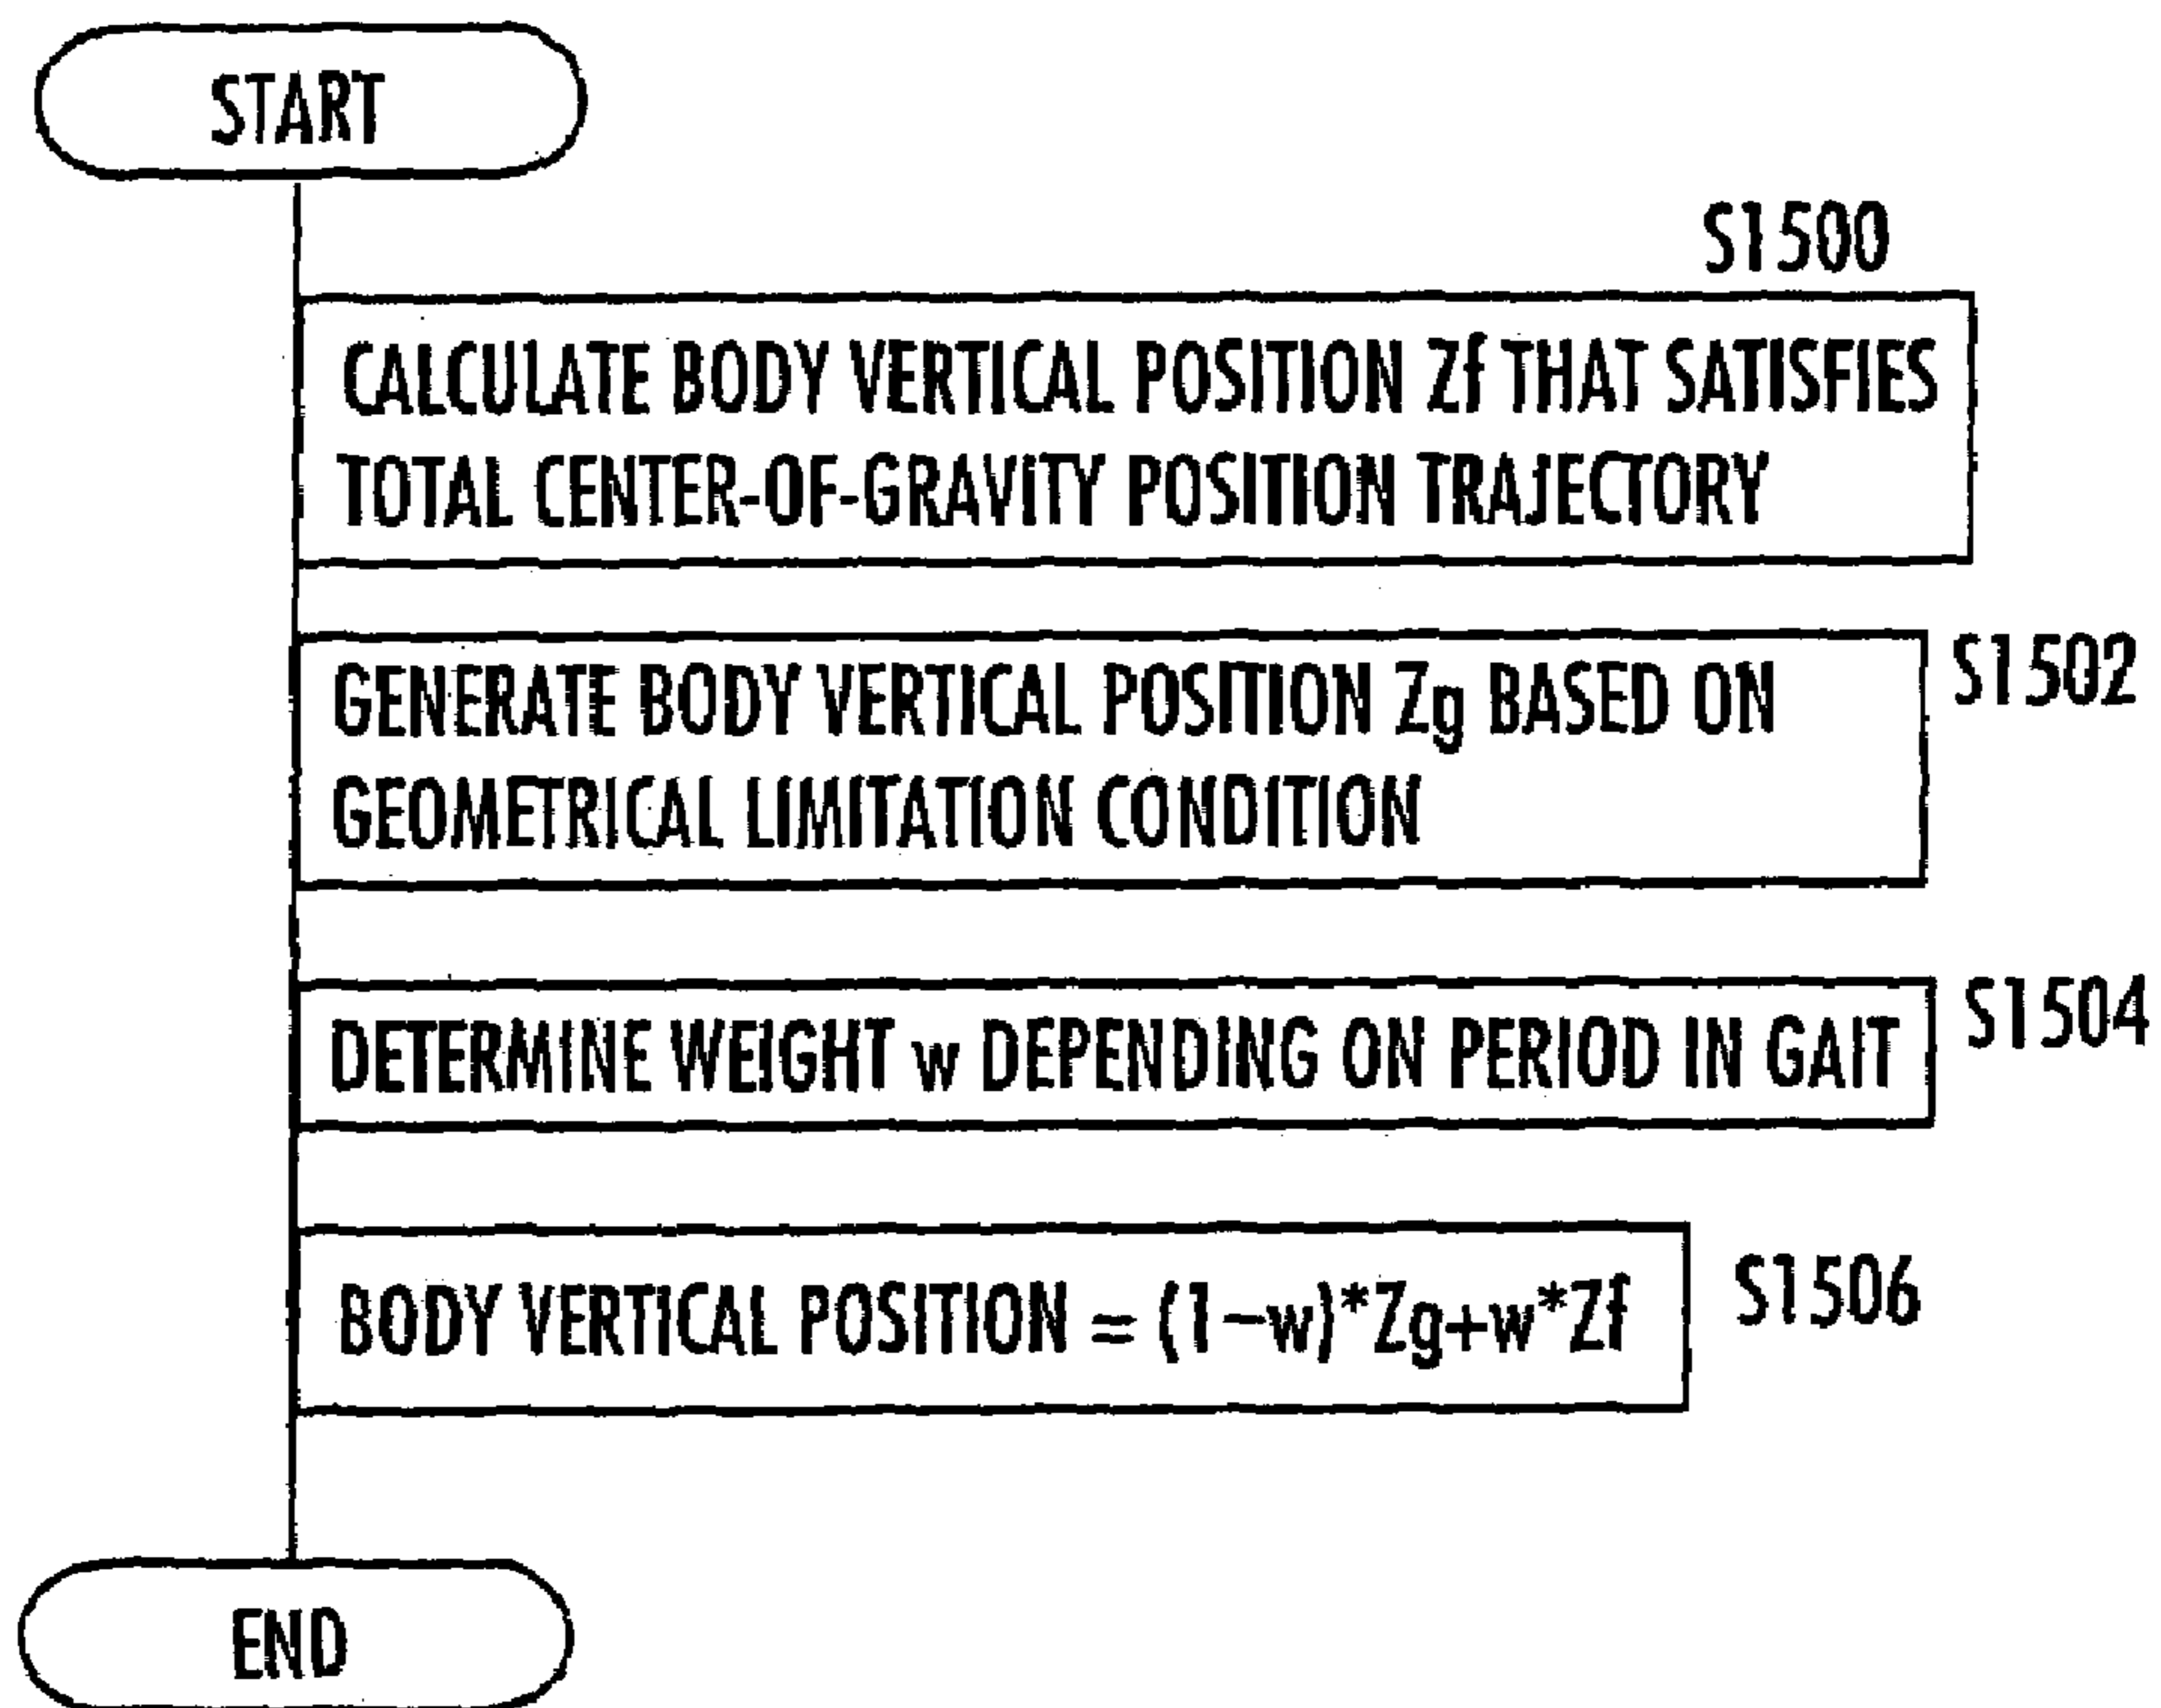 START
S1500
CALCULATE BODY VERTICAL POSITION Zf THAT SATISFIES
TOTAL CENTER-OF-GRAVITY POSITION TRAJECTORY
GENERATE BODY VERTICAL POSITION Zg BASED ON
GEOMETRICAL LIMITATION CONDITION
S1502
DETERMINE WEIGHT w DEPENDING ON PERIOD IN GAIT
S1504
BODY VERTICAL POSITION = (1-w)*Zg+w*Zf
S1506
END